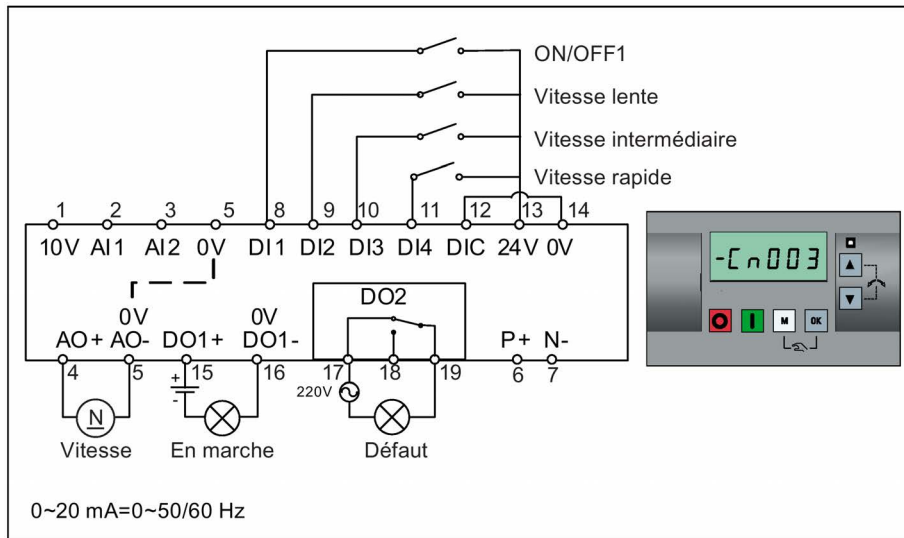 ON/OFF1
Vitesse lente
Vitesse intermédiaire
Vitesse rapide
1 2 3 5 8 9 10 11 12 13 14
10V AI1 AI2 0V DI1 DI2 DI3 DI4 DIC 24V 0V
-Cn003
M OK
DO2
0V 0V
AO+ AO- DO1+ DO1- P+ N-
4 5 15 16 17 18 19 6 7
+
-
220V
N
Vitesse En marche Défaut
0~20 mA=0~50/60 Hz